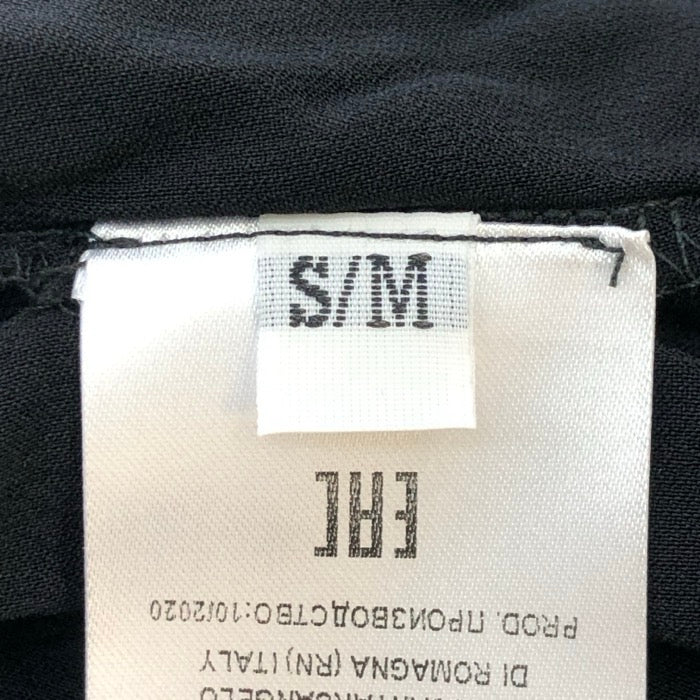 S/M
DI ROMAGNA (RN) ITALY
PROD. ПРОИЗВОДСТВО:10/2020
EAC